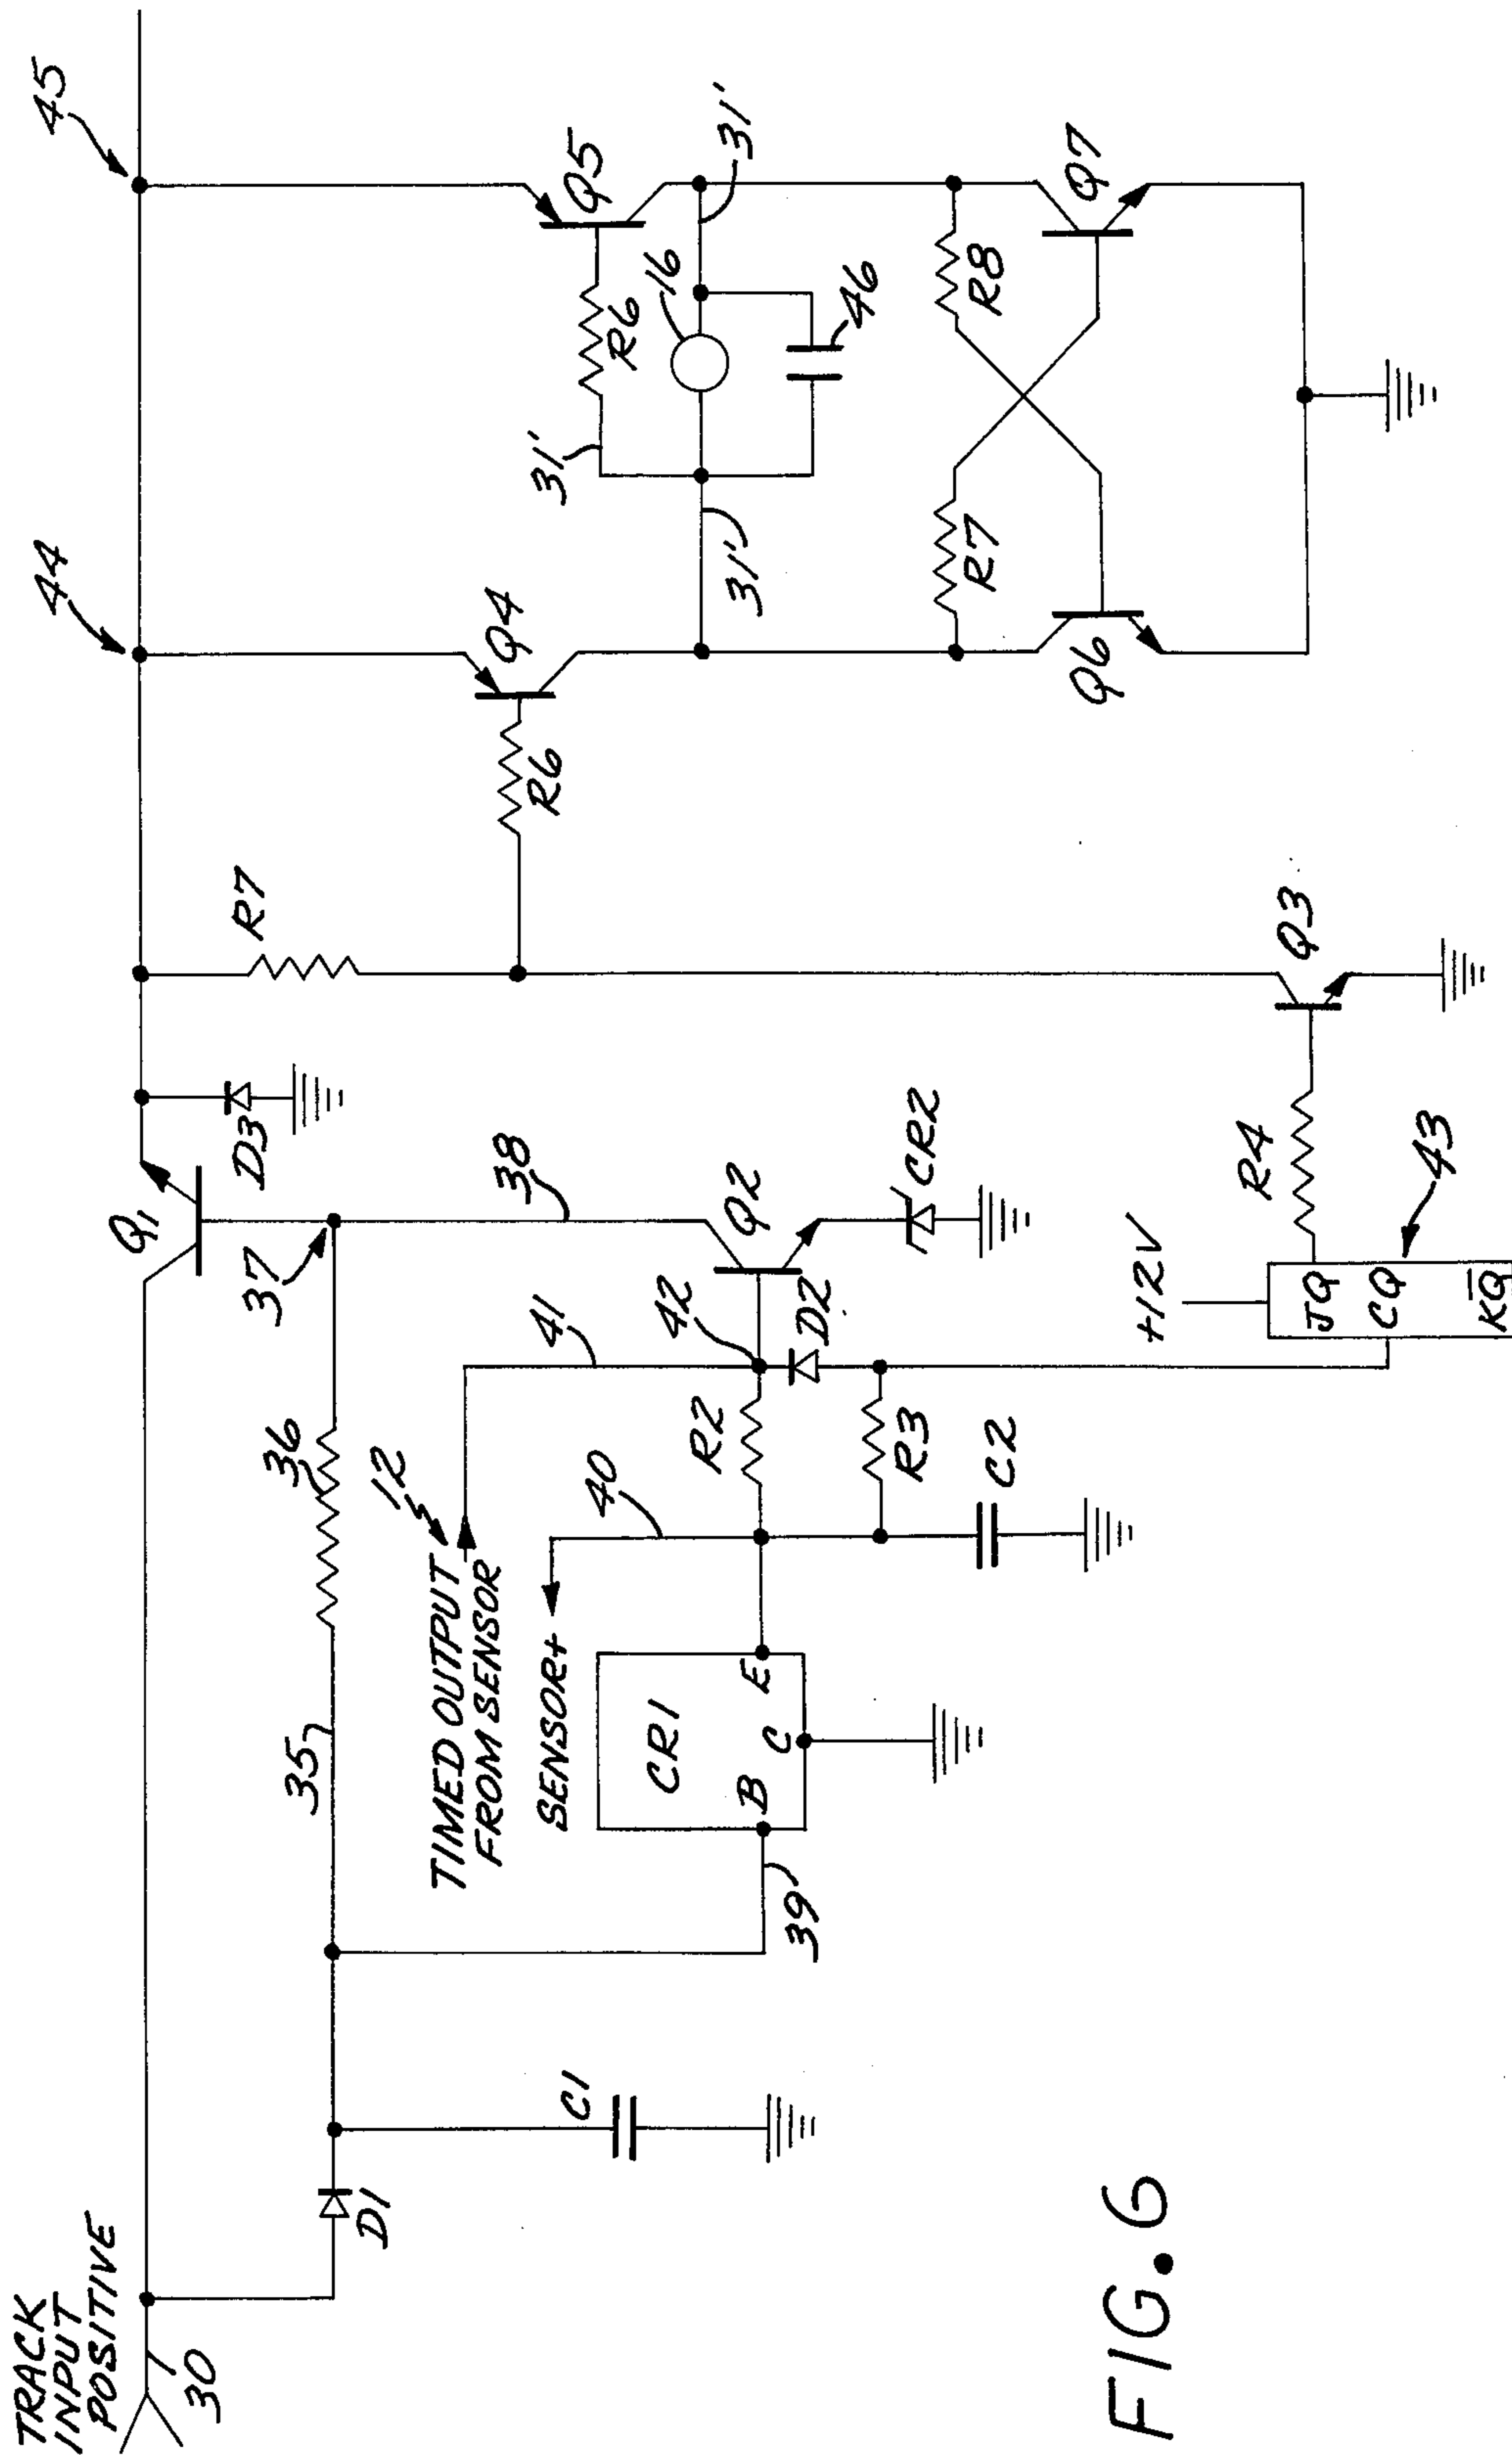 TRACK
INPUT
POSITIVE
30
D1
C1
35
36
37
38
Q1
D3
R7
44
45
Q4
R6
Q5
R6
31'
16
31'
31'
46
R7
R8
Q6
Q7
39
CR1
B
C
E
TIMED OUTPUT
FROM SENSOR
12
SENSOR+
40
41
42
R2
D2
R3
C2
Q2
CR2
+12V
JQ
CQ
K̅Q̅
43
R4
Q3
FIG. 6